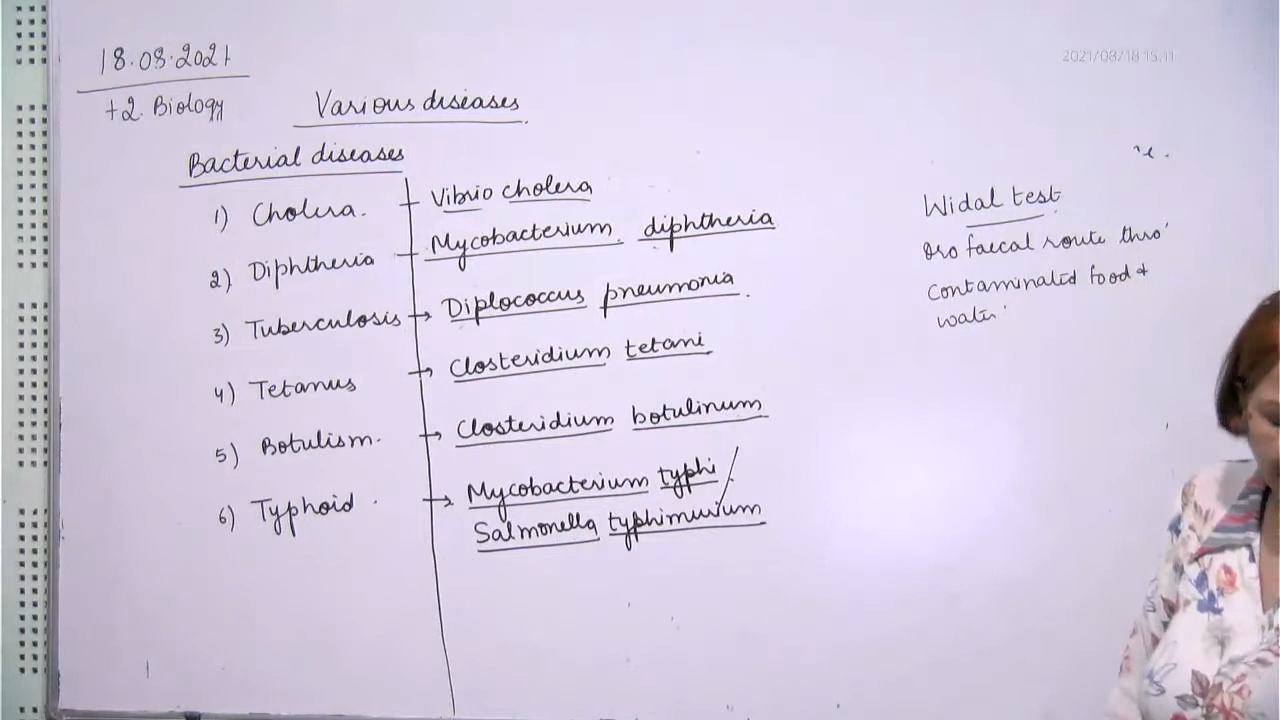 18.08.2021
2021/08/18 15:11
+2. Biology
Various diseases
Bacterial diseases
1) Cholera. Vibrio cholera
2) Diphtheria Mycobacterium diphtheria
3) Tuberculosis → Diplococcus pneumonia
4) Tetanus → Closteridium tetani
5) Botulism. → Closteridium botulinum
6) Typhoid → Mycobacterium typhi /
Salmonella typhimurium
Widal test
Oro faecal route thro'
contaminated food &
water